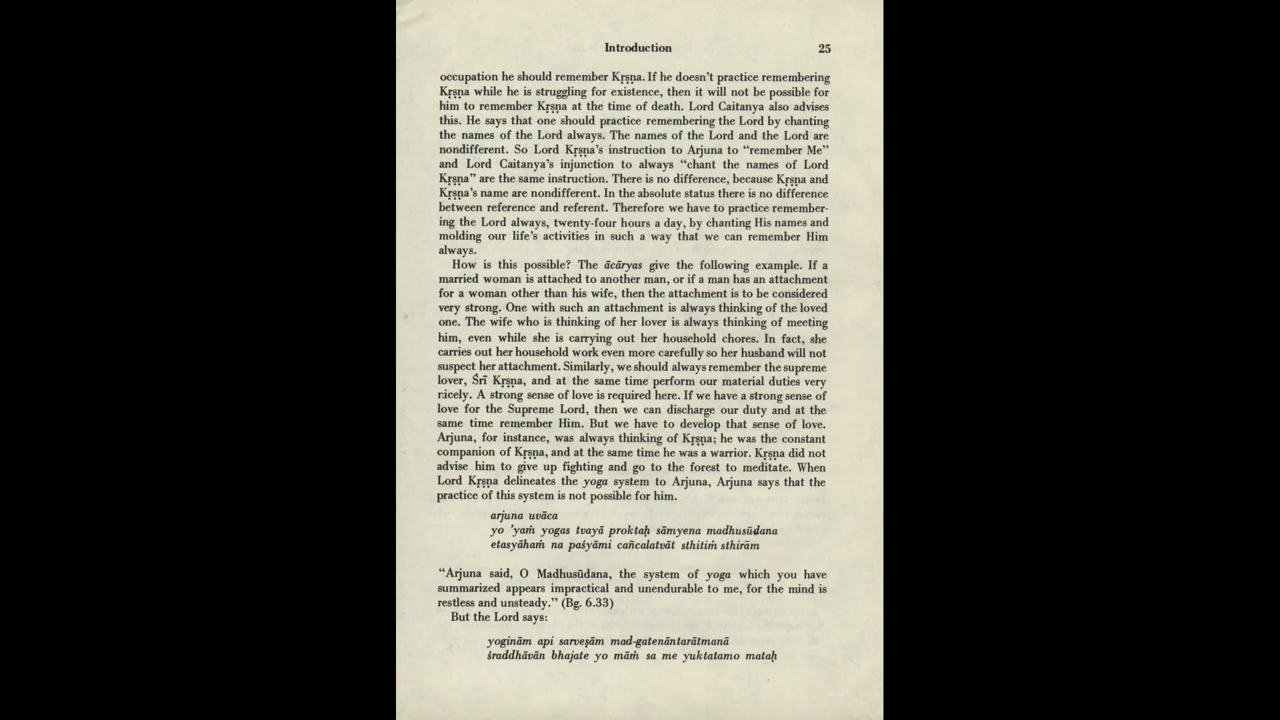 Introduction 25
occupation he should remember Kṛṣṇa. If he doesn't practice remembering
Kṛṣṇa while he is struggling for existence, then it will not be possible for
him to remember Kṛṣṇa at the time of death. Lord Caitanya also advises
this. He says that one should practice remembering the Lord by chanting
the names of the Lord always. The names of the Lord and the Lord are
nondifferent. So Lord Kṛṣṇa's instruction to Arjuna to “remember Me”
and Lord Caitanya's injunction to always “chant the names of Lord
Kṛṣṇa” are the same instruction. There is no difference, because Kṛṣṇa and
Kṛṣṇa's name are nondifferent. In the absolute status there is no difference
between reference and referent. Therefore we have to practice remember-
ing the Lord always, twenty-four hours a day, by chanting His names and
molding our life's activities in such a way that we can remember Him
always.
How is this possible? The ācāryas give the following example. If a
married woman is attached to another man, or if a man has an attachment
for a woman other than his wife, then the attachment is to be considered
very strong. One with such an attachment is always thinking of the loved
one. The wife who is thinking of her lover is always thinking of meeting
him, even while she is carrying out her household chores. In fact, she
carries out her household work even more carefully so her husband will not
suspect her attachment. Similarly, we should always remember the supreme
lover, Śrī Kṛṣṇa, and at the same time perform our material duties very
nicely. A strong sense of love is required here. If we have a strong sense of
love for the Supreme Lord, then we can discharge our duty and at the
same time remember Him. But we have to develop that sense of love.
Arjuna, for instance, was always thinking of Kṛṣṇa; he was the constant
companion of Kṛṣṇa, and at the same time he was a warrior. Kṛṣṇa did not
advise him to give up fighting and go to the forest to meditate. When
Lord Kṛṣṇa delineates the yoga system to Arjuna, Arjuna says that the
practice of this system is not possible for him.
arjuna uvāca
yo 'yaṁ yogas tvayā proktaḥ sāmyena madhusūdana
etasyāhaṁ na paśyāmi cañcalatvāt sthitiṁ sthirām
“Arjuna said, O Madhusūdana, the system of yoga which you have
summarized appears impractical and unendurable to me, for the mind is
restless and unsteady.” (Bg. 6.33)
But the Lord says:
yoginām api sarveṣām mad-gatenāntarātmanā
śraddhāvān bhajate yo māṁ sa me yuktatamo mataḥ